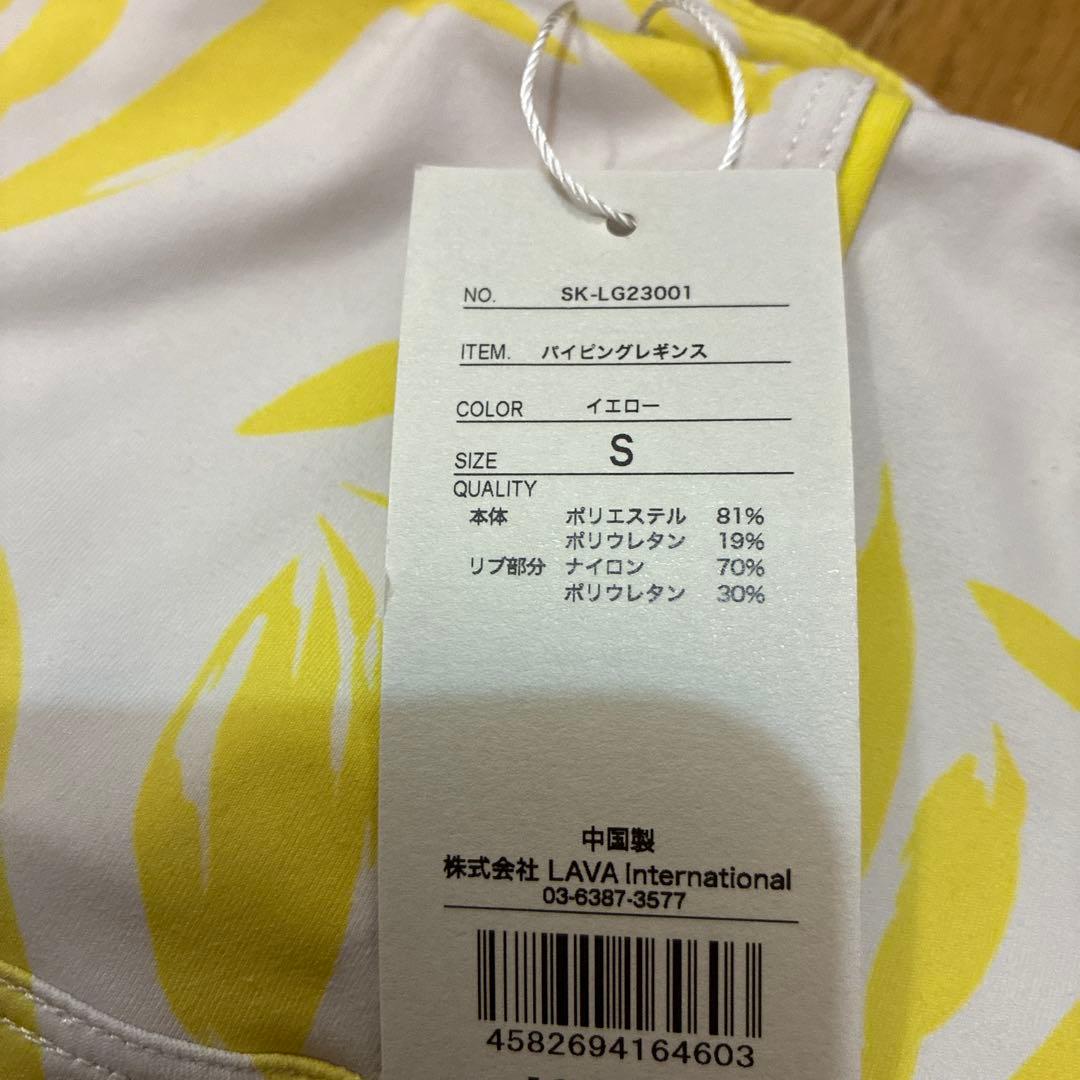 NO. SK-LG23001
ITEM. パイピングレギンス
COLOR イエロー
SIZE S
QUALITY
本体 ポリエステル 81%
ポリウレタン 19%
リブ部分 ナイロン 70%
ポリウレタン 30%
中国製
株式会社 LAVA International
03-6387-3577
4582694164603